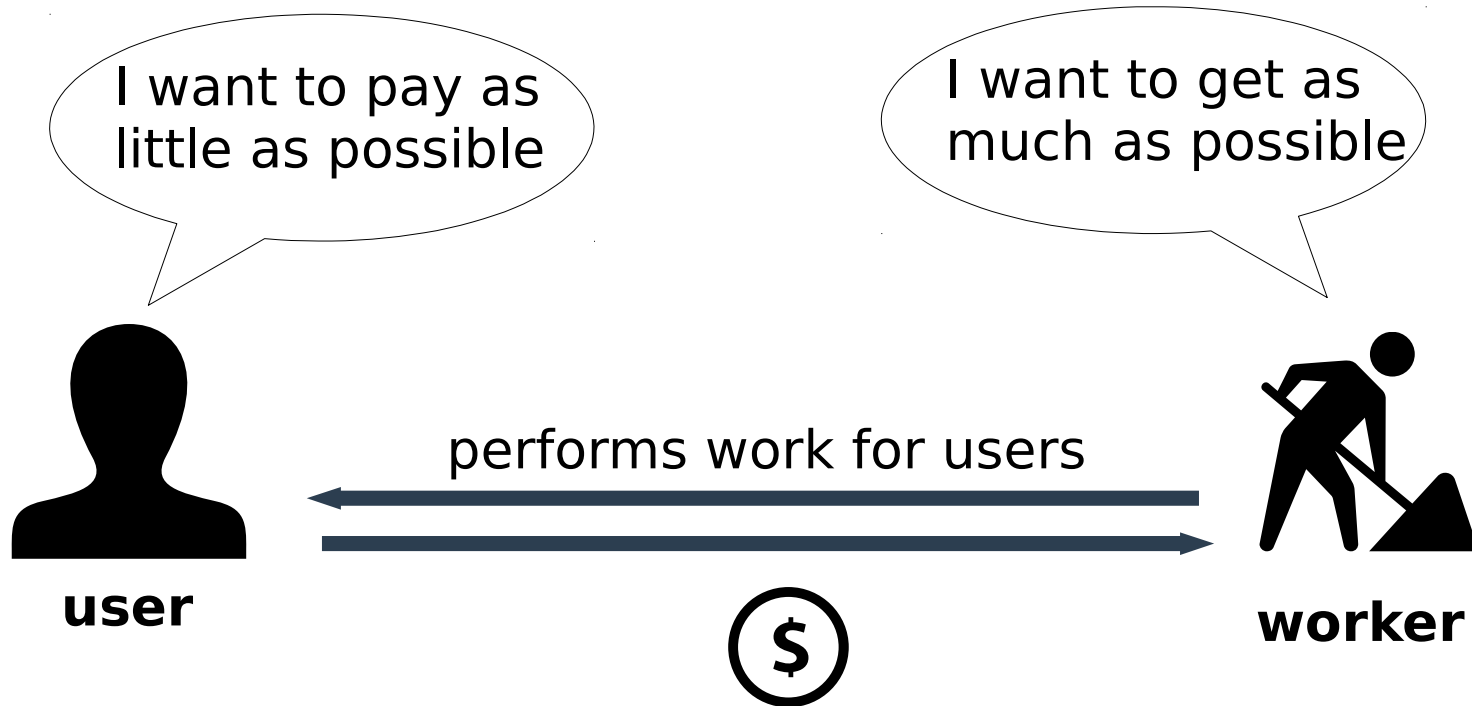 I want to pay as
little as possible
I want to get as
much as possible
performs work for users
user
worker
$